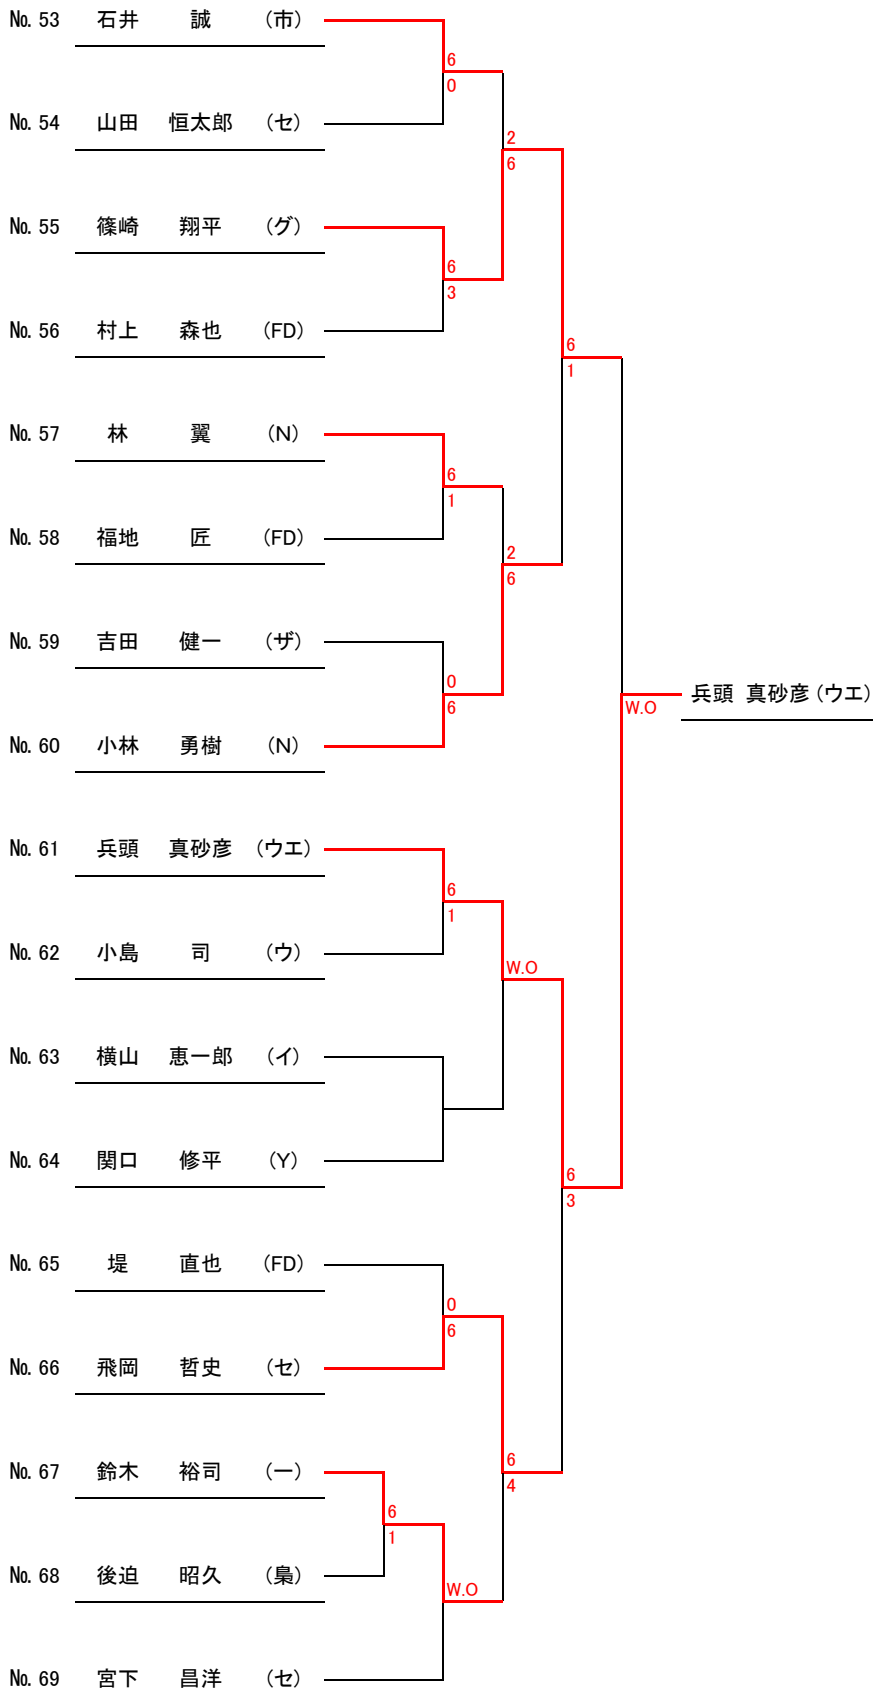 № 53 石井 誠 (市)
6
0
№ 54 山田 恒太郎 (セ)
2
6
№ 55 篠崎 翔平 (グ)
6
3
№ 56 村上 森也 (FD)
6
1
№ 57 林 翼 (N)
6
1
№ 58 福地 匠 (FD)
2
6
№ 59 吉田 健一 (ザ)
0
6
兵頭 真砂彦 (ウエ)
W.O
№ 60 小林 勇樹 (N)
№ 61 兵頭 真砂彦 (ウエ)
6
1
№ 62 小島 司 (ウ)
W.O
№ 63 横山 恵一郎 (イ)
№ 64 関口 修平 (Y)
6
3
№ 65 堤 直也 (FD)
0
6
№ 66 飛岡 哲史 (セ)
6
4
№ 67 鈴木 裕司 (一)
6
1
№ 68 後迫 昭久 (梟)
W.O
№ 69 宮下 昌洋 (セ)